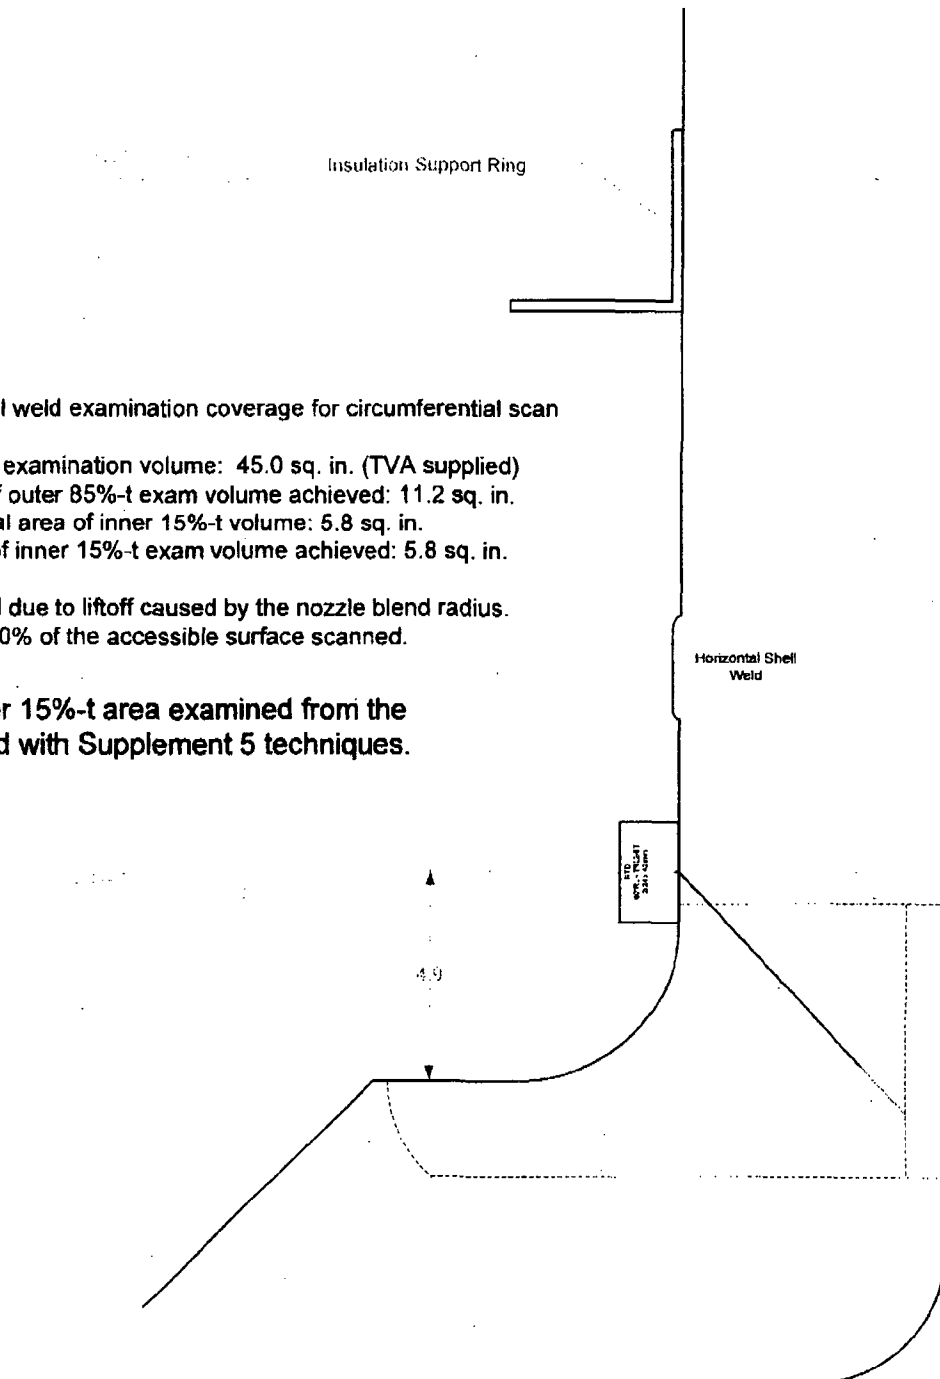 Insulation Support Ring
l weld examination coverage for circumferential scan
examination volume: 45.0 sq. in. (TVA supplied)
f outer 85%-t exam volume achieved: 11.2 sq. in.
al area of inner 15%-t volume: 5.8 sq. in.
of inner 15%-t exam volume achieved: 5.8 sq. in.
l due to liftoff caused by the nozzle blend radius.
0% of the accessible surface scanned.
Horizontal Shell
Weld
r 15%-t area examined from the
d with Supplement 5 techniques.
RTD
4.9